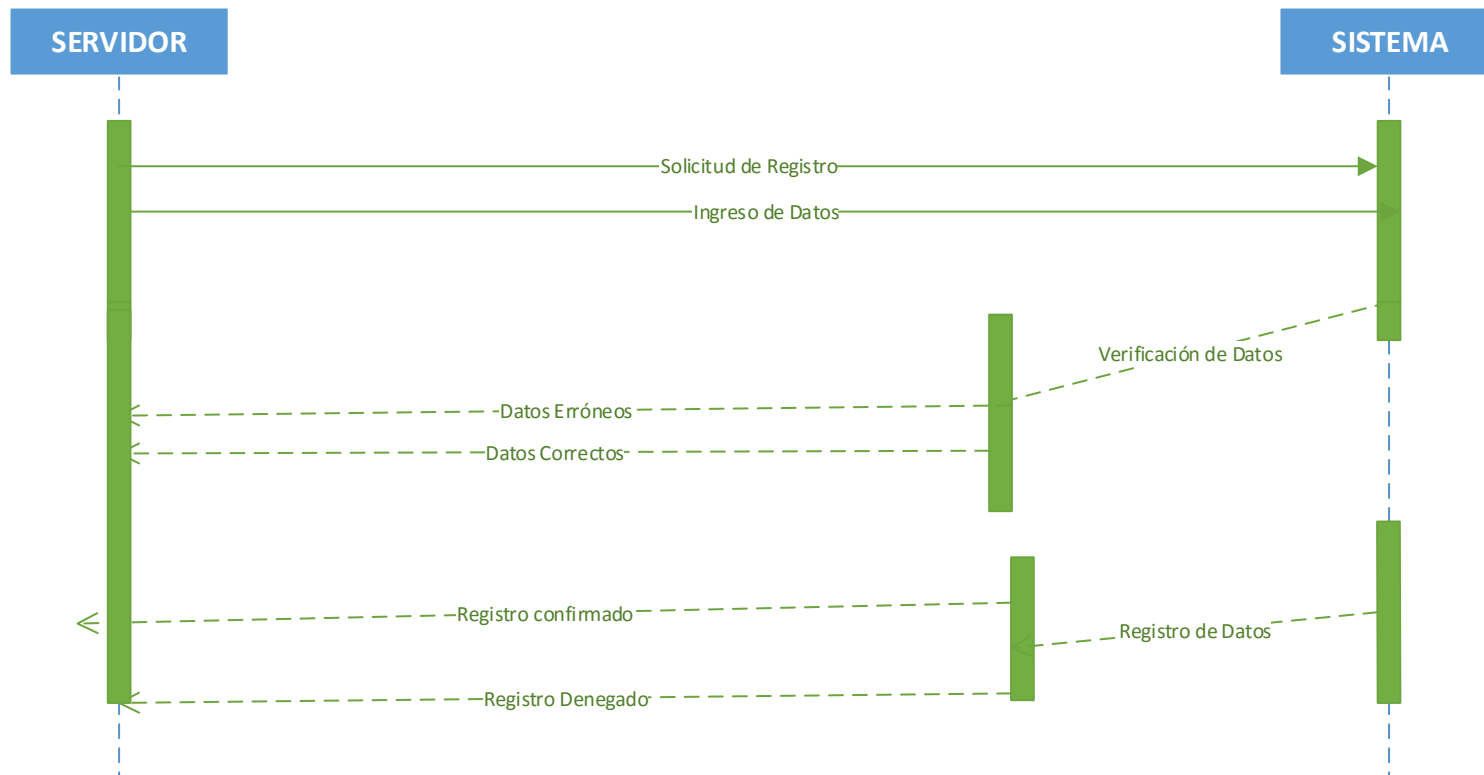 SERVIDOR
SISTEMA
Solicitud de Registro
Ingreso de Datos
Verificación de Datos
Datos Erróneos
Datos Correctos
Registro confirmado
Registro de Datos
Registro Denegado